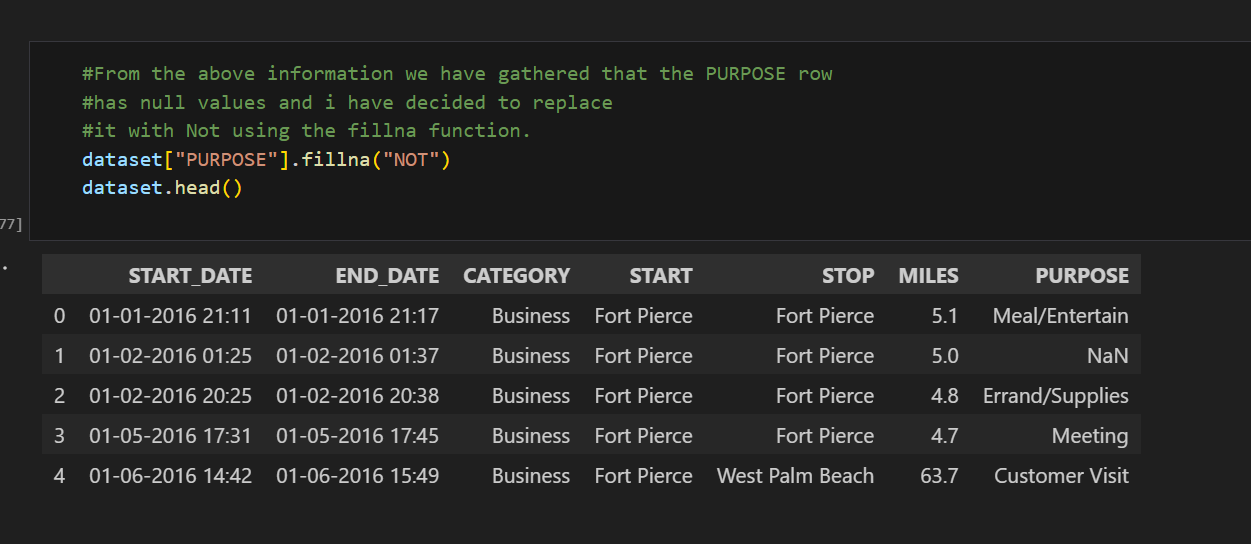 #From the above information we have gathered that the PURPOSE row
#has null values and i have decided to replace
#it with Not using the fillna function.
dataset["PURPOSE"].fillna("NOT")
dataset.head()
77]
START_DATE END_DATE CATEGORY START STOP MILES PURPOSE
0 01-01-2016 21:11 01-01-2016 21:17 Business Fort Pierce Fort Pierce 5.1 Meal/Entertain
1 01-02-2016 01:25 01-02-2016 01:37 Business Fort Pierce Fort Pierce 5.0 NaN
2 01-02-2016 20:25 01-02-2016 20:38 Business Fort Pierce Fort Pierce 4.8 Errand/Supplies
3 01-05-2016 17:31 01-05-2016 17:45 Business Fort Pierce Fort Pierce 4.7 Meeting
4 01-06-2016 14:42 01-06-2016 15:49 Business Fort Pierce West Palm Beach 63.7 Customer Visit